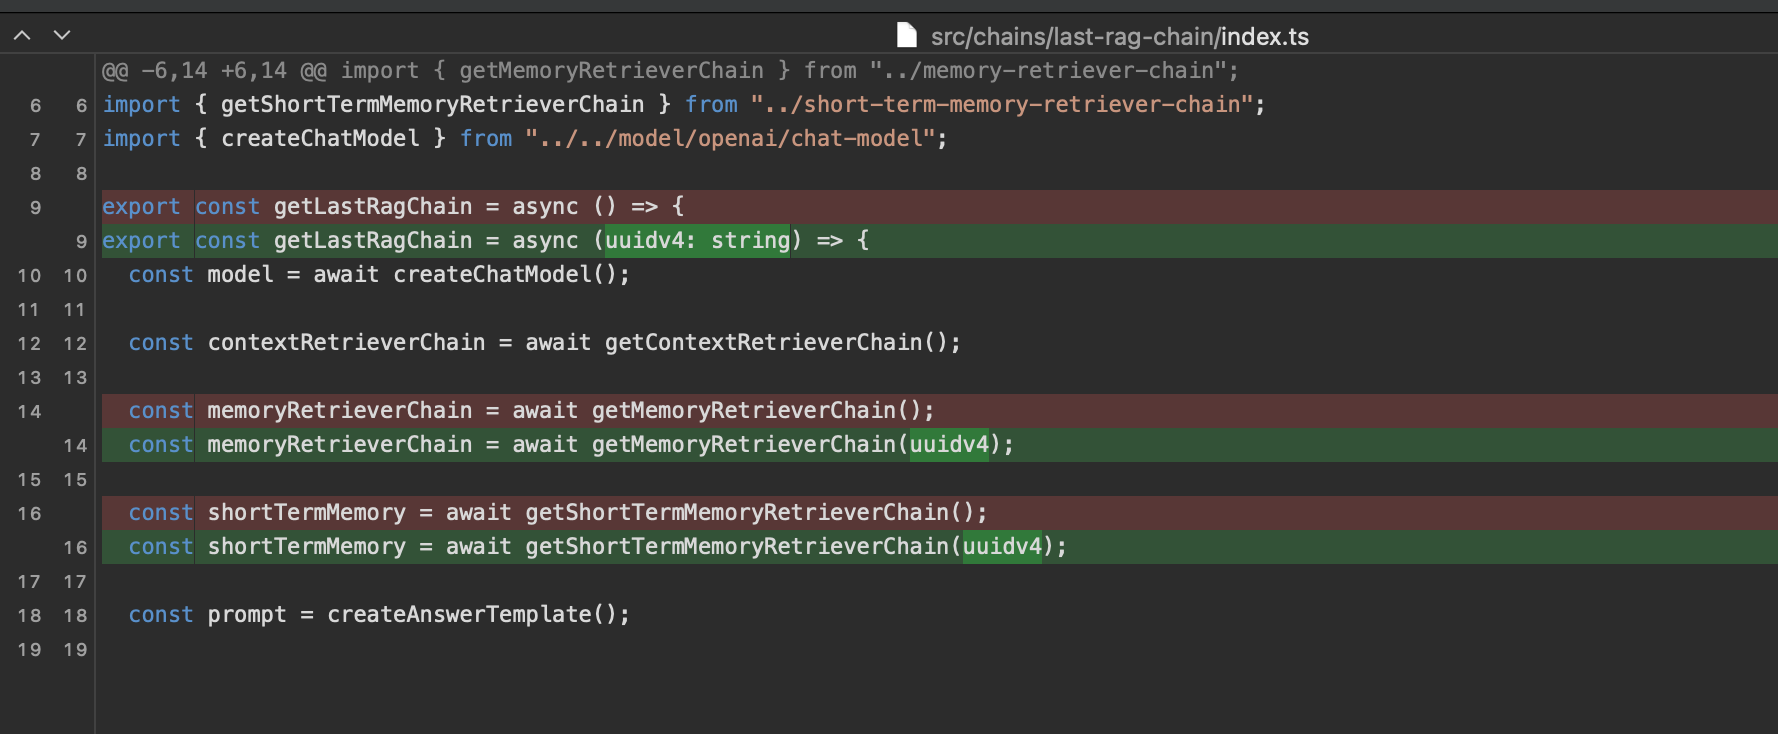 src/chains/last-rag-chain/index.ts
@@ -6,14 +6,14 @@ import { getMemoryRetrieverChain } from "../memory-retriever-chain";
6 6 import { getShortTermMemoryRetrieverChain } from "../short-term-memory-retriever-chain";
7 7 import { createChatModel } from "../../model/openai/chat-model";
8 8
9 export const getLastRagChain = async () => {
9 export const getLastRagChain = async (uuidv4: string) => {
10 10 const model = await createChatModel();
11 11
12 12 const contextRetrieverChain = await getContextRetrieverChain();
13 13
14 const memoryRetrieverChain = await getMemoryRetrieverChain();
14 const memoryRetrieverChain = await getMemoryRetrieverChain(uuidv4);
15 15
16 const shortTermMemory = await getShortTermMemoryRetrieverChain();
16 const shortTermMemory = await getShortTermMemoryRetrieverChain(uuidv4);
17 17
18 18 const prompt = createAnswerTemplate();
19 19